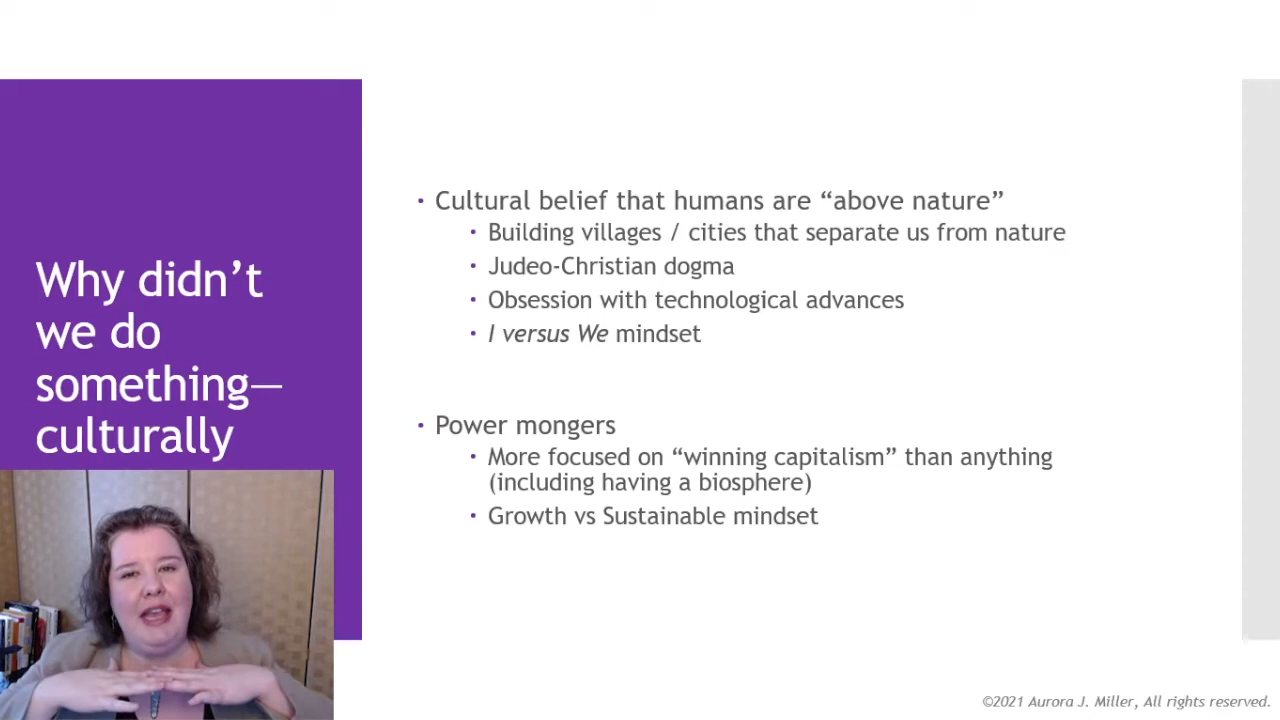 Why didn’t
we do
something—
culturally
• Cultural belief that humans are “above nature”
• Building villages / cities that separate us from nature
• Judeo-Christian dogma
• Obsession with technological advances
• I versus We mindset
• Power mongers
• More focused on “winning capitalism” than anything
(including having a biosphere)
• Growth vs Sustainable mindset
©2021 Aurora J. Miller, All rights reserved.